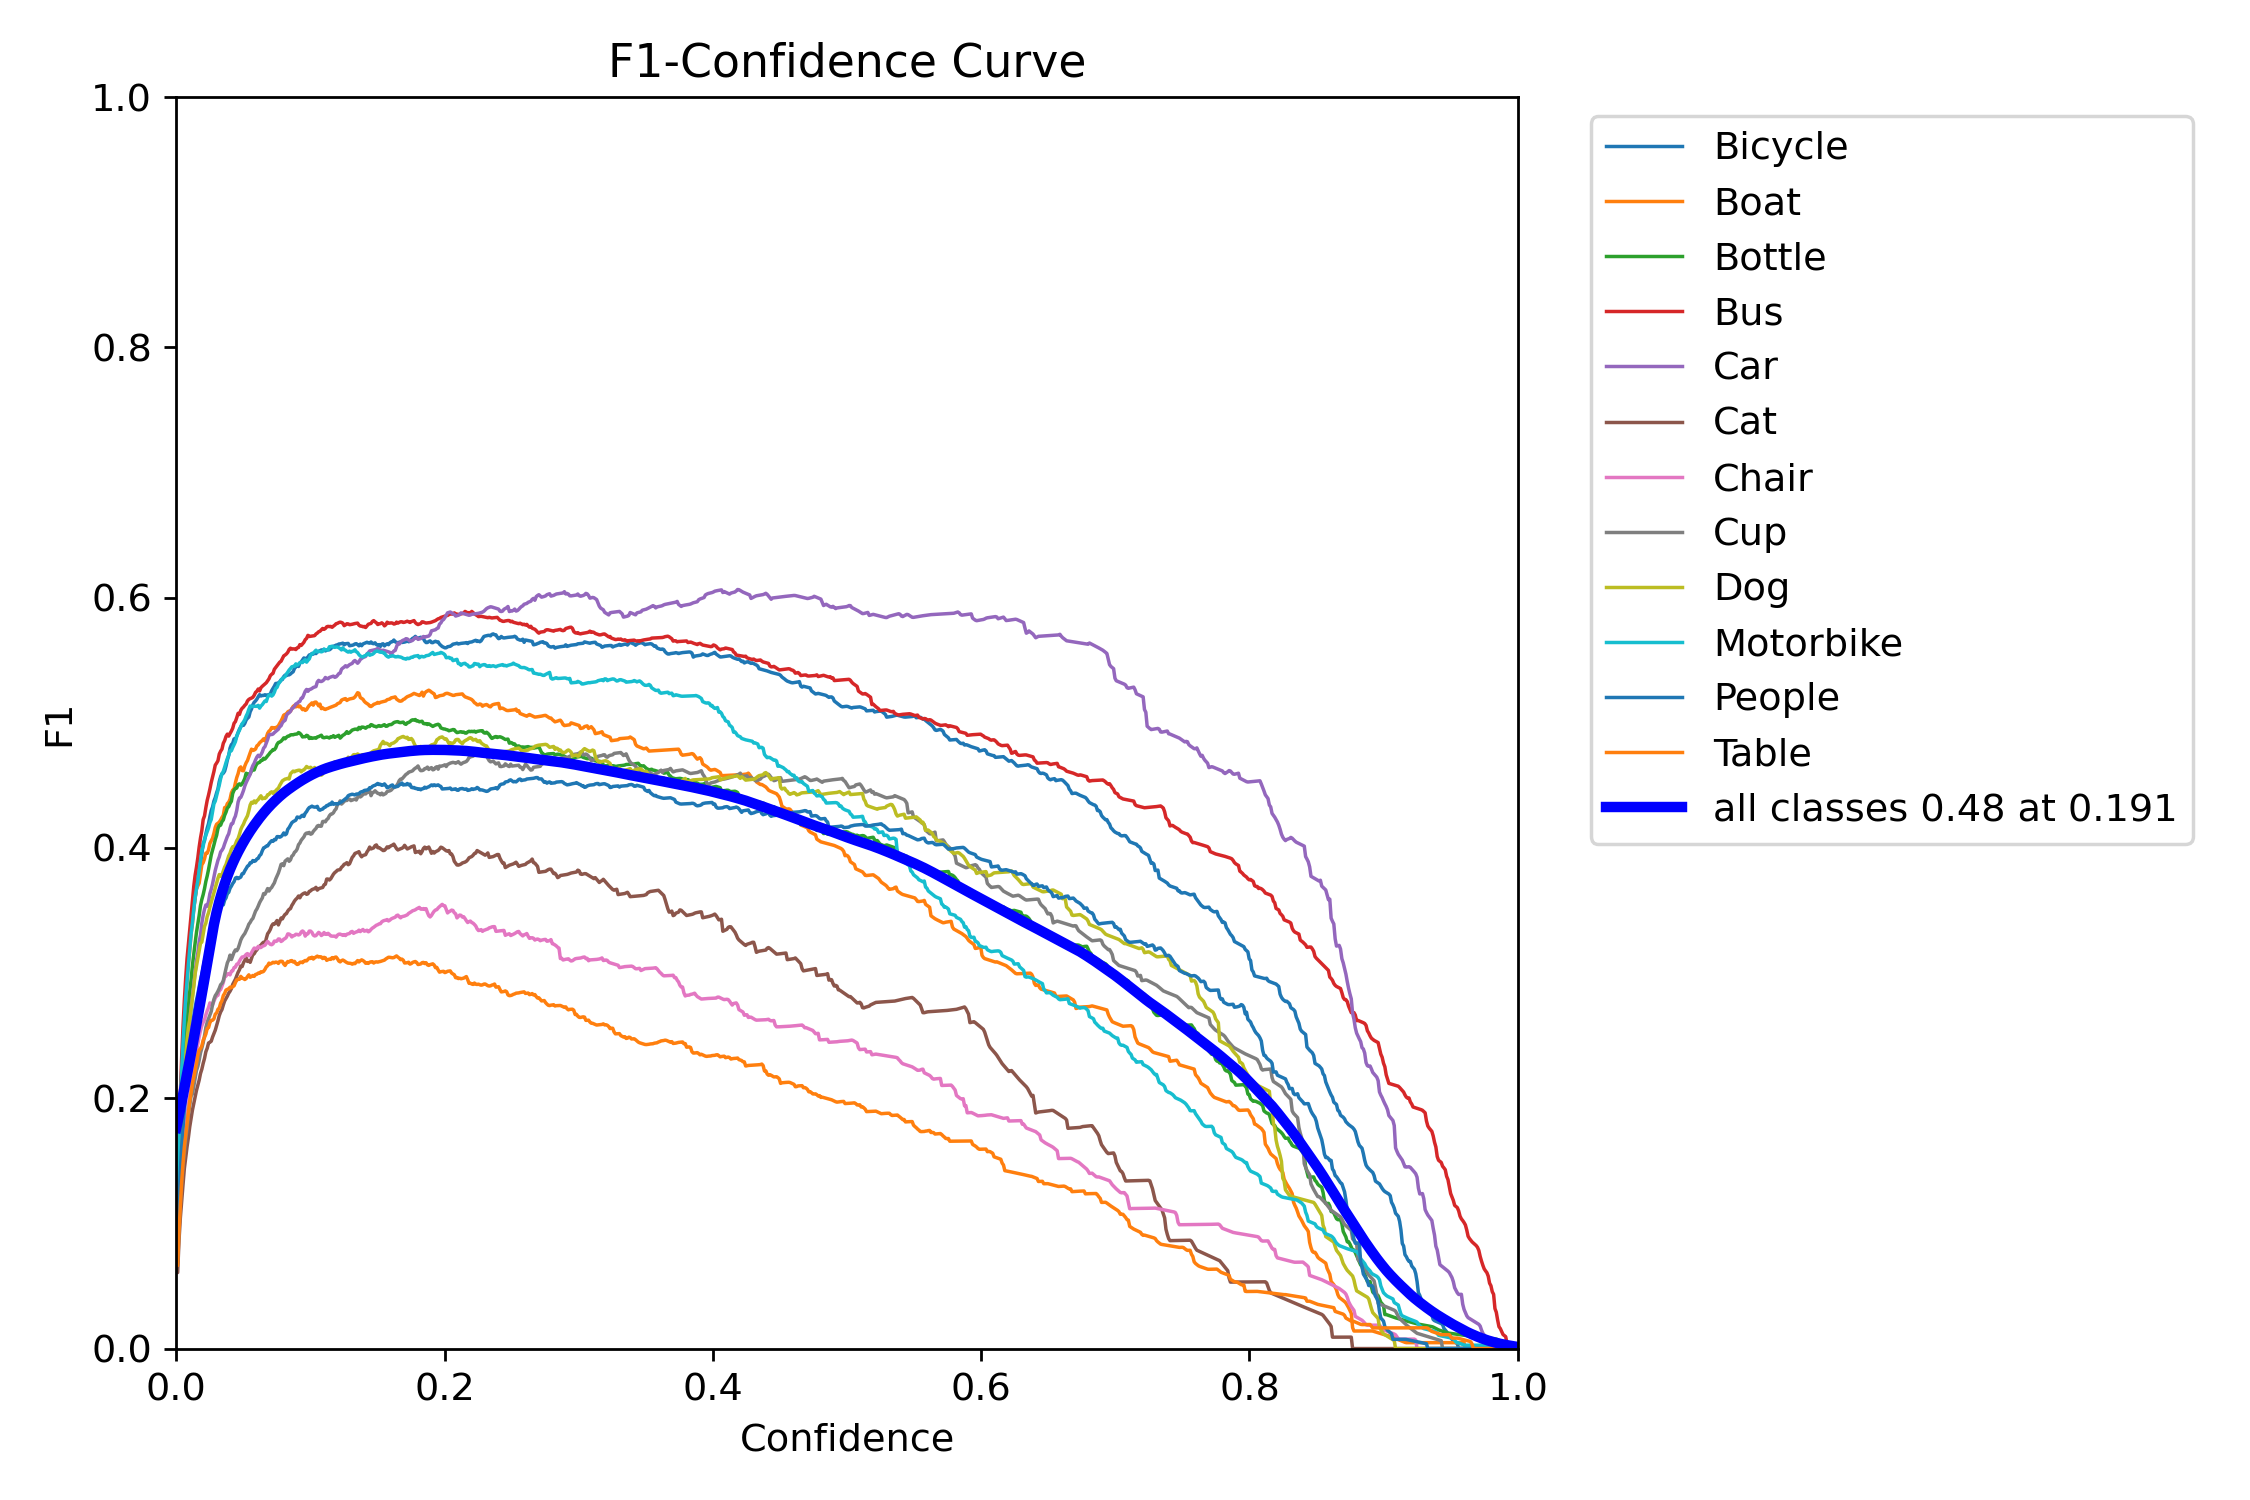 F1-Confidence Curve
1.0
0.8
0.6
0.4
0.2
0.0
F1
0.0 0.2 0.4 0.6 0.8 1.0
Confidence
Bicycle
Boat
Bottle
Bus
Car
Cat
Chair
Cup
Dog
Motorbike
People
Table
all classes 0.48 at 0.191